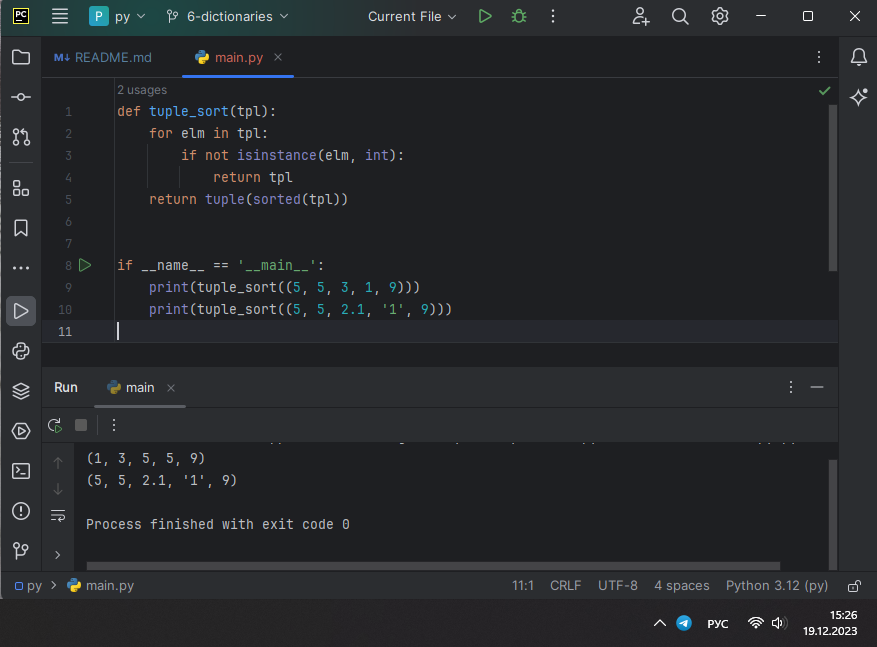 PC P py 6-dictionaries Current File
M↓ README.md main.py
2 usages
1 def tuple_sort(tpl):
2 for elm in tpl:
3 if not isinstance(elm, int):
4 return tpl
5 return tuple(sorted(tpl))
6
7
8 if __name__ == '__main__':
9 print(tuple_sort((5, 5, 3, 1, 9)))
10 print(tuple_sort((5, 5, 2.1, '1', 9)))
11
Run main
(1, 3, 5, 5, 9)
(5, 5, 2.1, '1', 9)
Process finished with exit code 0
py > main.py 11:1 CRLF UTF-8 4 spaces Python 3.12 (py)
РУС 15:26
19.12.2023